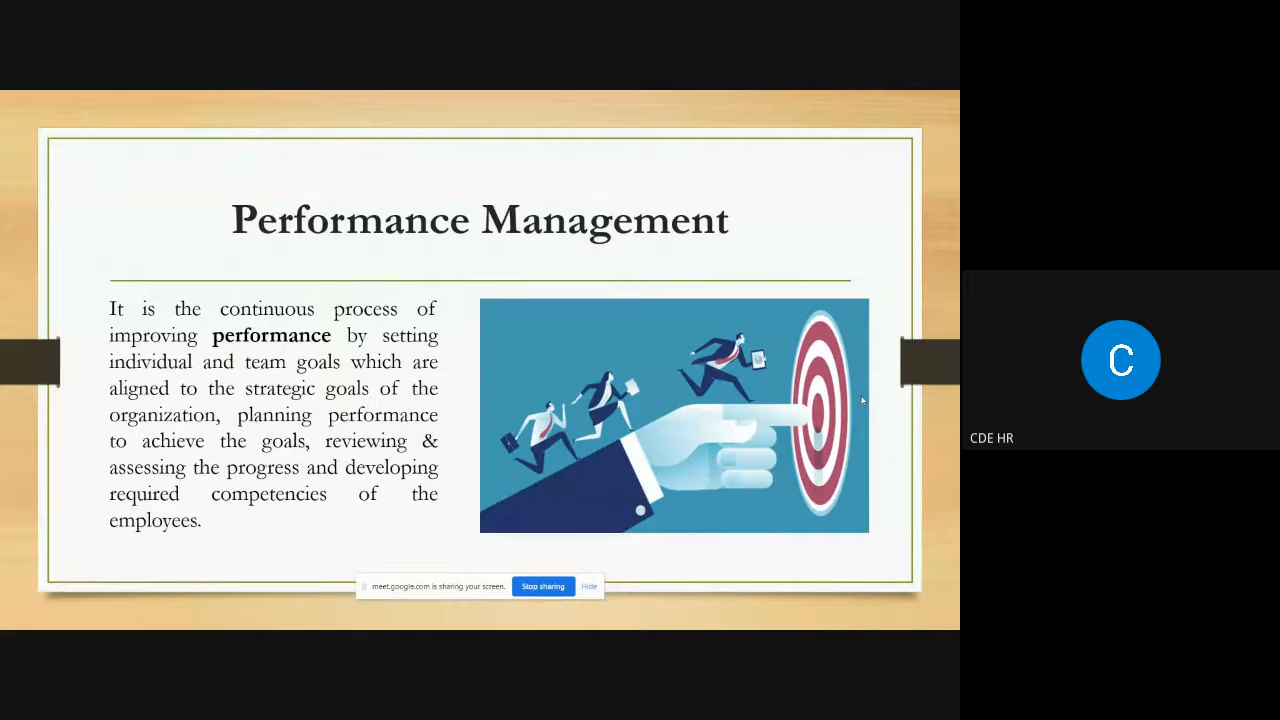 Performance Management
It is the continuous process of
improving performance by setting
individual and team goals which are
aligned to the strategic goals of the
organization, planning performance
to achieve the goals, reviewing &
assessing the progress and developing
required competencies of the
employees.
meet.google.com is sharing your screen. Stop sharing Hide
C
CDE HR